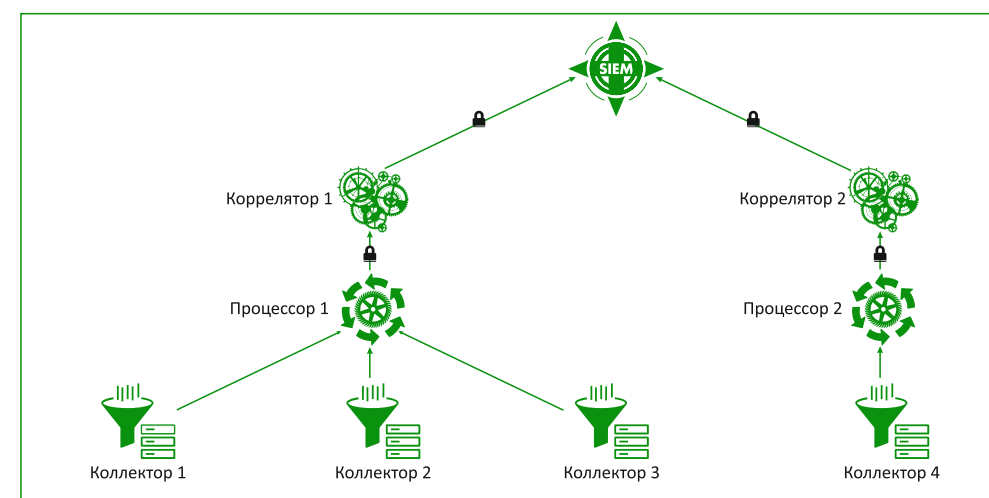 SIEM
Коррелятор 1
Коррелятор 2
Процессор 1
Процессор 2
Коллектор 1
Коллектор 2
Коллектор 3
Коллектор 4